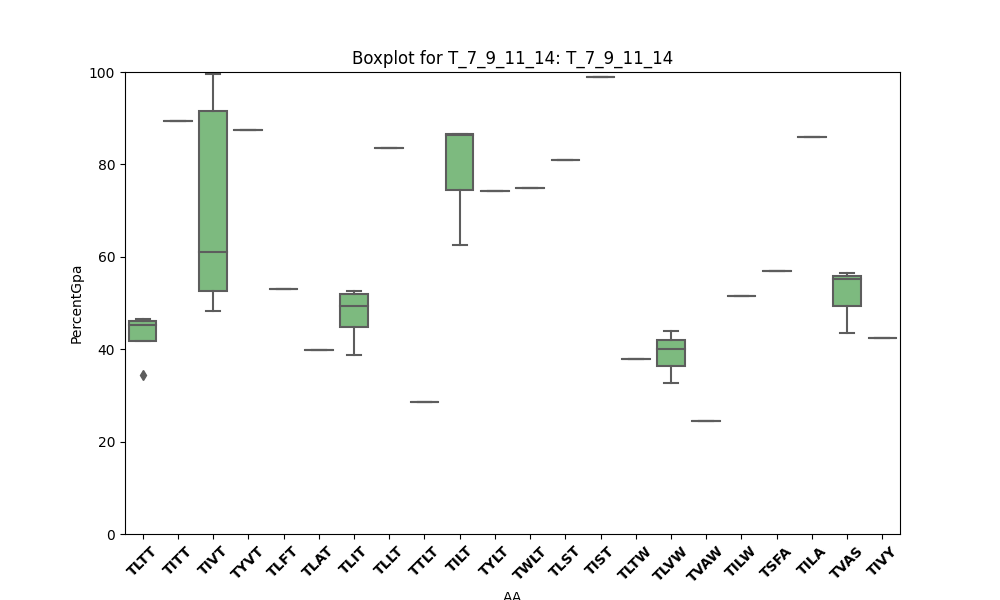 Boxplot for T_7_9_11_14: T_7_9_11_14
PercentGpa
100
80
60
40
20
0
TLTT TITT TIVT TYVT TLFT TLAT TLIT TLLT TTLT TILT TYLT TWLT TLST TIST TLTW TLVW TVAW TILW TSFA TILA TVAS TIVY
AA